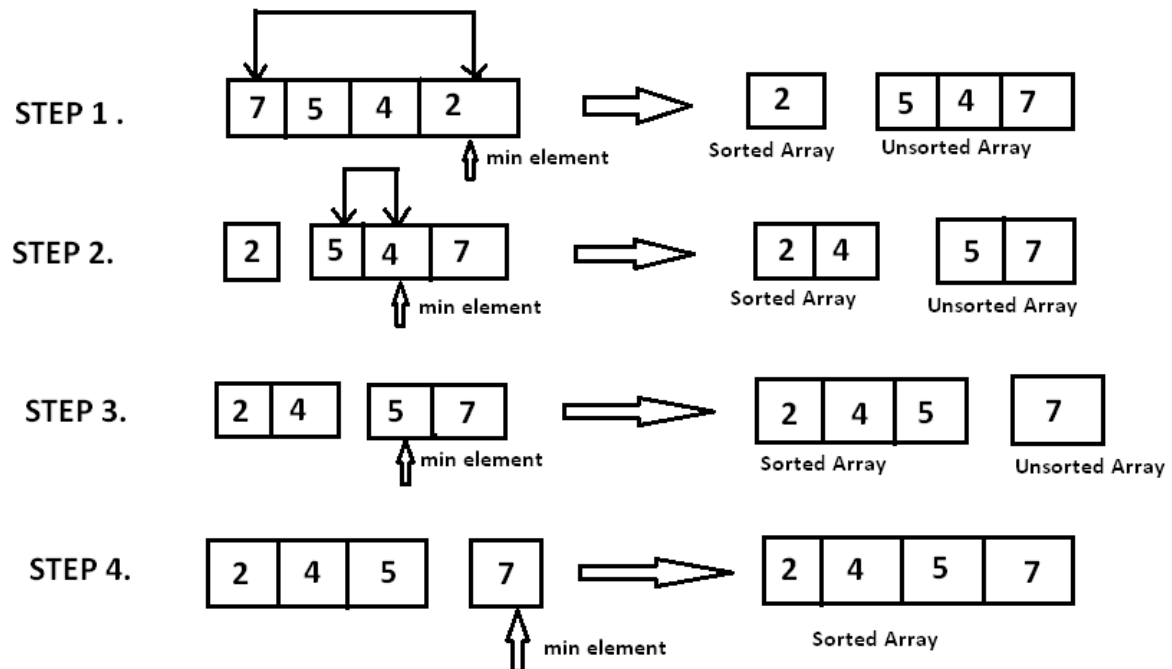 STEP 1 . 7 5 4 2 2 5 4 7
min element Sorted Array Unsorted Array
STEP 2. 2 5 4 7 2 4 5 7
min element Sorted Array Unsorted Array
STEP 3. 2 4 5 7 2 4 5 7
min element Sorted Array Unsorted Array
STEP 4. 2 4 5 7 2 4 5 7
min element Sorted Array